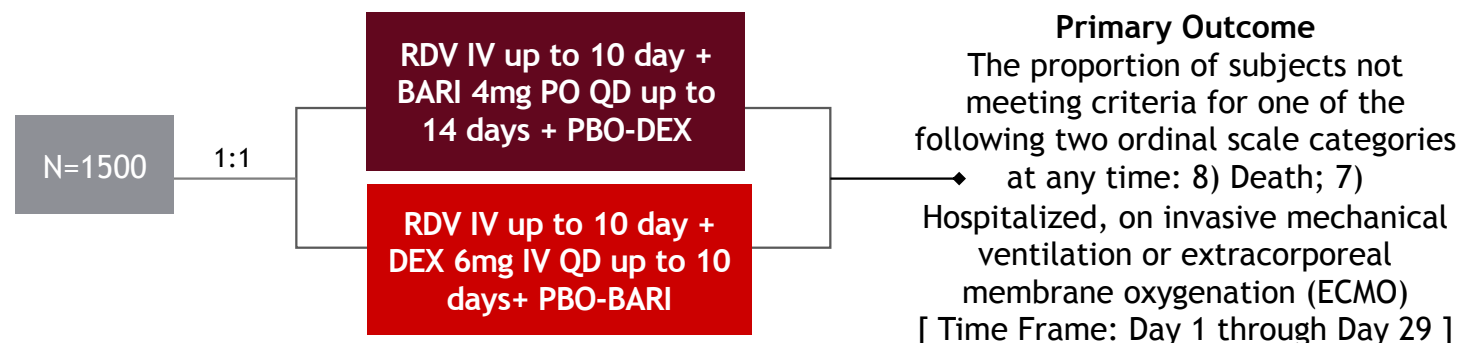 N=1500
1:1
RDV IV up to 10 day +
BARI 4mg PO QD up to
14 days + PBO-DEX
RDV IV up to 10 day +
DEX 6mg IV QD up to 10
days+ PBO-BARI
Primary Outcome
The proportion of subjects not
meeting criteria for one of the
following two ordinal scale categories
at any time: 8) Death; 7)
Hospitalized, on invasive mechanical
ventilation or extracorporeal
membrane oxygenation (ECMO)
[ Time Frame: Day 1 through Day 29 ]